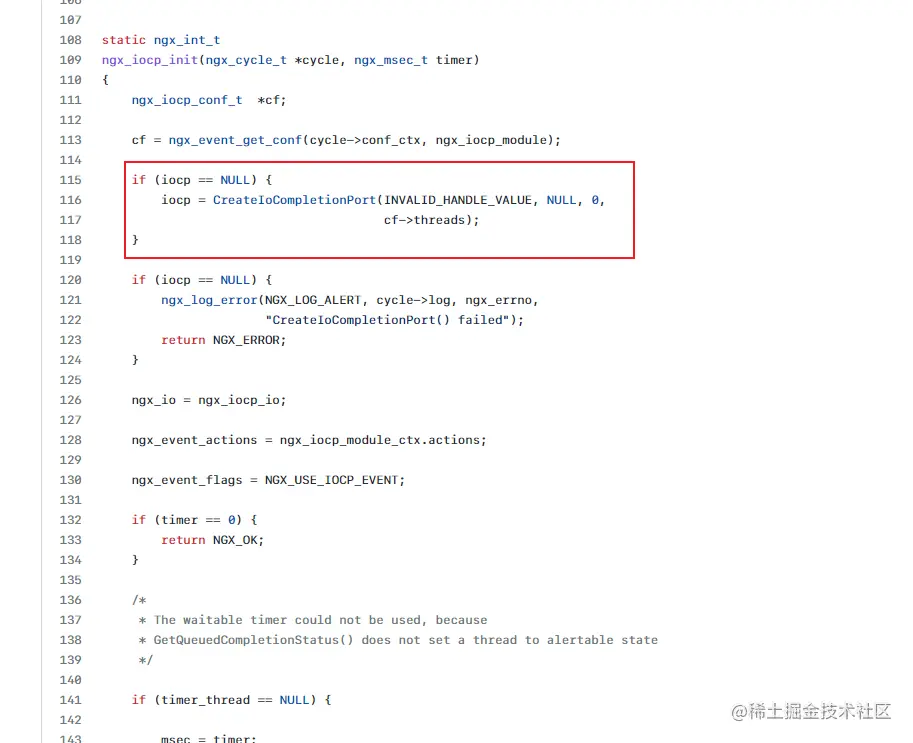 106
107
108 static ngx_int_t
109 ngx_iocp_init(ngx_cycle_t *cycle, ngx_msec_t timer)
110 {
111     ngx_iocp_conf_t  *cf;
112
113     cf = ngx_event_get_conf(cycle->conf_ctx, ngx_iocp_module);
114
115     if (iocp == NULL) {
116         iocp = CreateIoCompletionPort(INVALID_HANDLE_VALUE, NULL, 0,
117                                       cf->threads);
118     }
119
120     if (iocp == NULL) {
121         ngx_log_error(NGX_LOG_ALERT, cycle->log, ngx_errno,
122                       "CreateIoCompletionPort() failed");
123         return NGX_ERROR;
124     }
125
126     ngx_io = ngx_iocp_io;
127
128     ngx_event_actions = ngx_iocp_module_ctx.actions;
129
130     ngx_event_flags = NGX_USE_IOCP_EVENT;
131
132     if (timer == 0) {
133         return NGX_OK;
134     }
135
136     /*
137      * The waitable timer could not be used, because
138      * GetQueuedCompletionStatus() does not set a thread to alertable state
139      */
140
141     if (timer_thread == NULL) {
142
143         msec = timer;
@稀土掘金技术社区